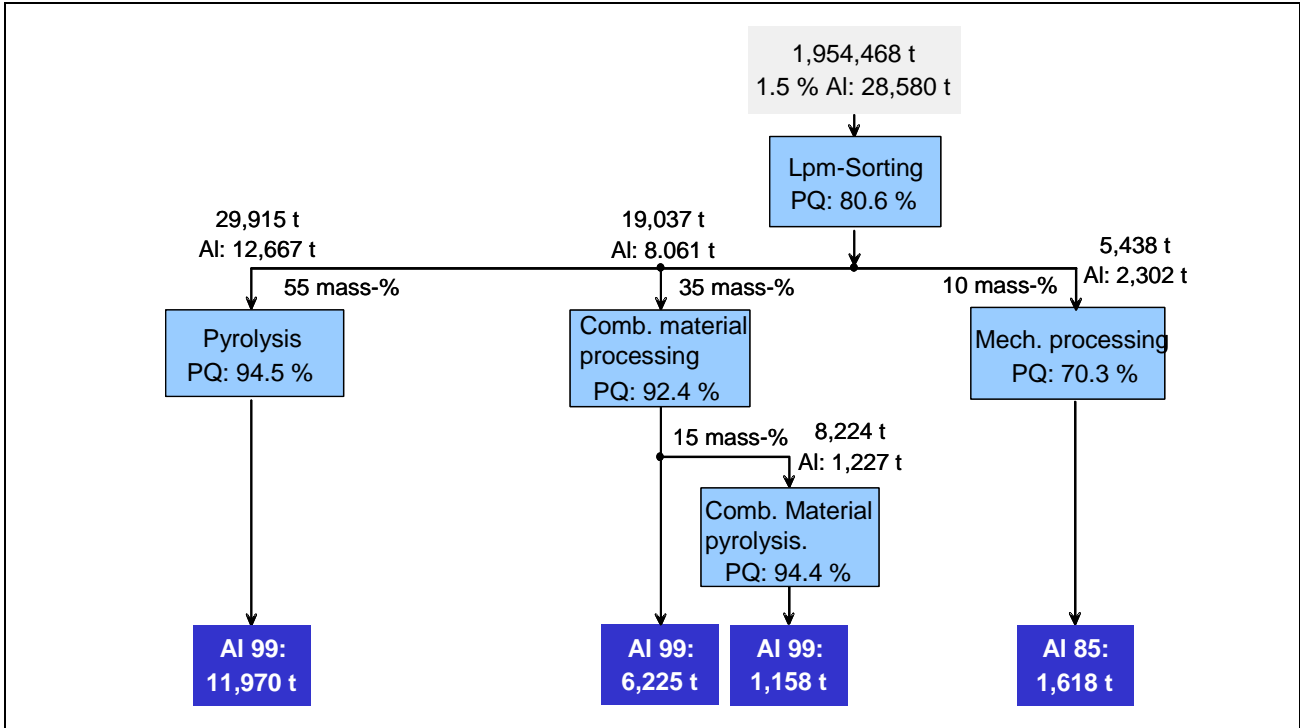 1,954,468 t
1.5 % Al: 28,580 t
Lpm-Sorting
PQ: 80.6 %
29,915 t
Al: 12,667 t
19,037 t
Al: 8.061 t
5,438 t
Al: 2,302 t
55 mass-%
35 mass-%
10 mass-%
Pyrolysis
PQ: 94.5 %
Comb. material
processing
PQ: 92.4 %
Mech. processing
PQ: 70.3 %
15 mass-%
8,224 t
Al: 1,227 t
Comb. Material
pyrolysis.
PQ: 94.4 %
Al 99:
11,970 t
Al 99:
6,225 t
Al 99:
1,158 t
Al 85:
1,618 t